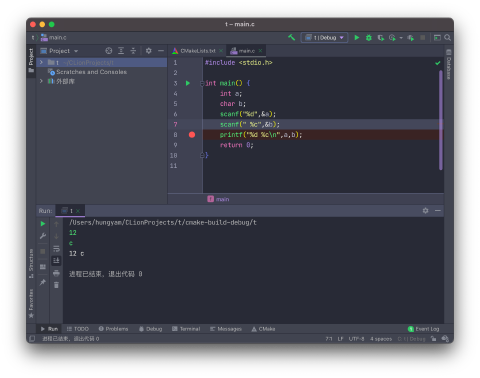 t – main.c
t
main.c
t | Debug
Project
CMakeLists.txt
main.c
t ~/CLionProjects/t
Scratches and Consoles
外部库
Project
Database
Structure
Favorites
1 #include <stdio.h>
2
3 int main() {
4 int a;
5 char b;
6 scanf("%d",&a);
7 scanf(" %c",&b);
8 printf("%d %c\n",a,b);
9 return 0;
10 }
11
main
Run: t
/Users/hungyam/CLionProjects/t/cmake-build-debug/t
12
c
12 c
进程已结束，退出代码 0
Run TODO Problems Debug Terminal Messages CMake
Event Log
进程已结束，退出代码 0
7:1 LF UTF-8 4 spaces C: t | Debug